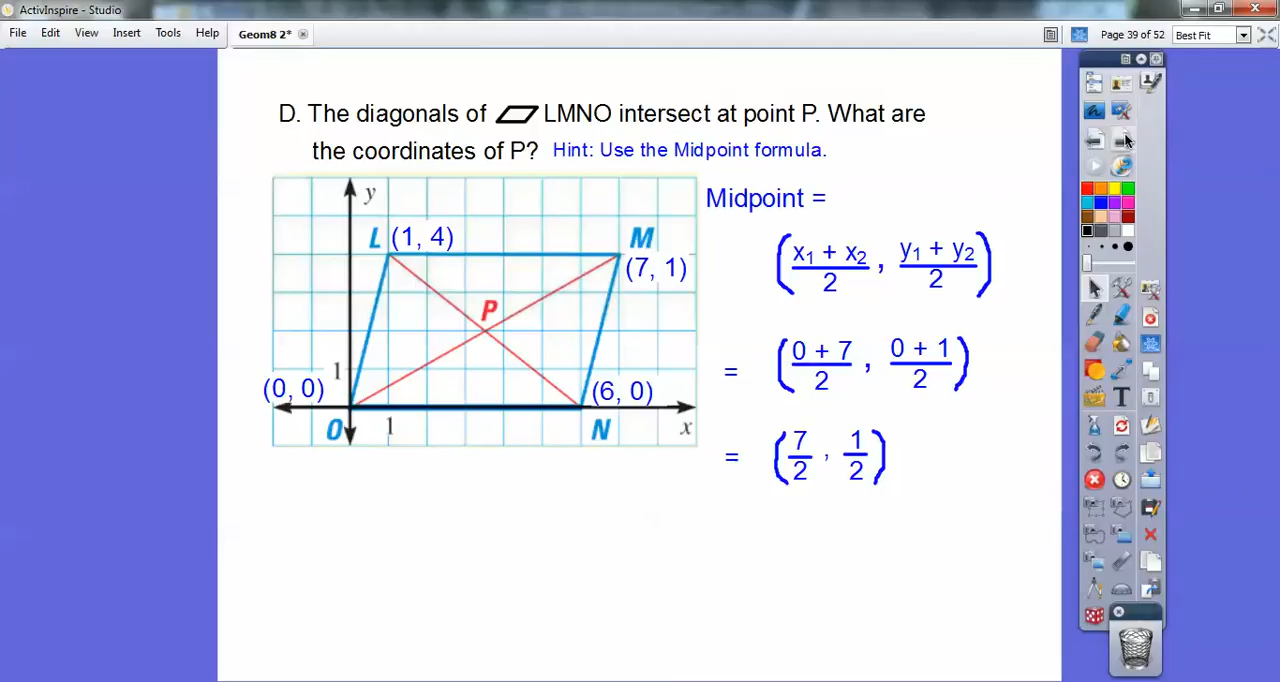 ActivInspire - Studio
File Edit View Insert Tools Help Geom8 2* Page 39 of 52 Best Fit
D. The diagonals of LMNO intersect at point P. What are
the coordinates of P? Hint: Use the Midpoint formula.
Midpoint =
y
L (1, 4) M
(7, 1)
(x₁ + x₂ / 2 , y₁ + y₂ / 2)
P
= (0 + 7 / 2 , 0 + 1 / 2)
1
(0, 0) (6, 0)
O 1 N x
= (7/2 , 1/2)